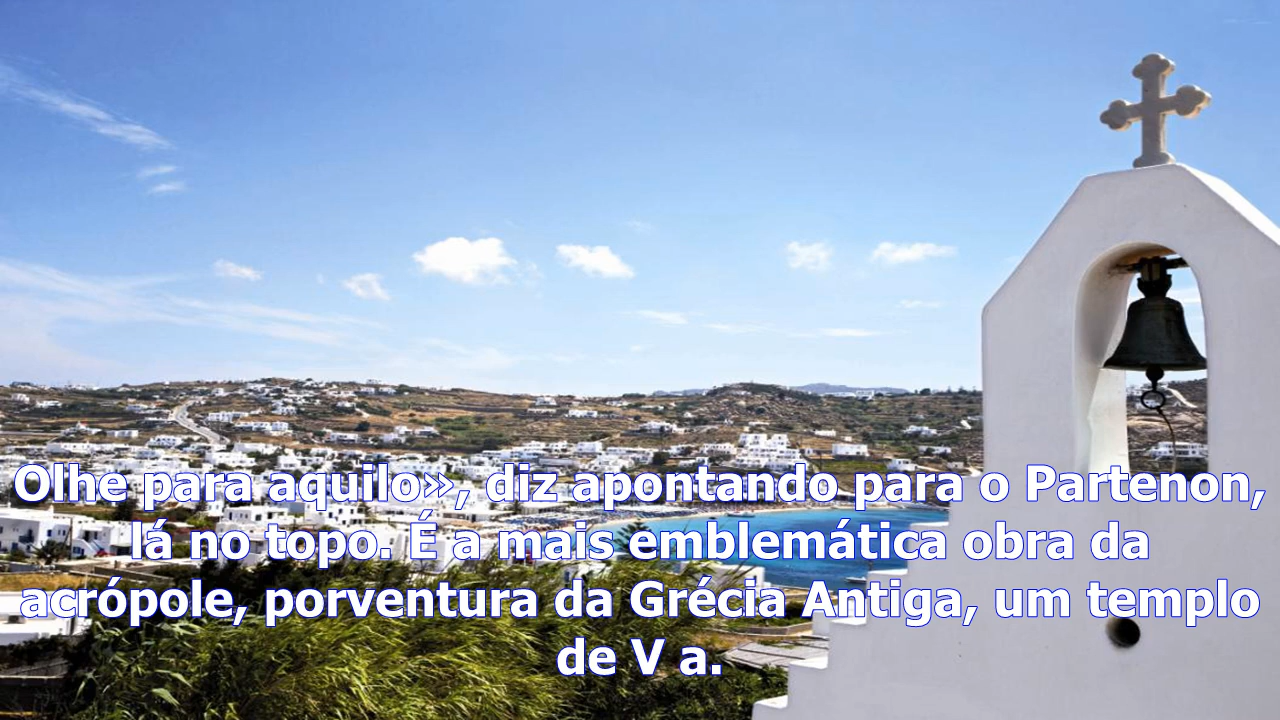 Olhe para aquilo», diz apontando para o Partenon,
lá no topo. É a mais emblemática obra da
acrópole, porventura da Grécia Antiga, um templo
de V a.